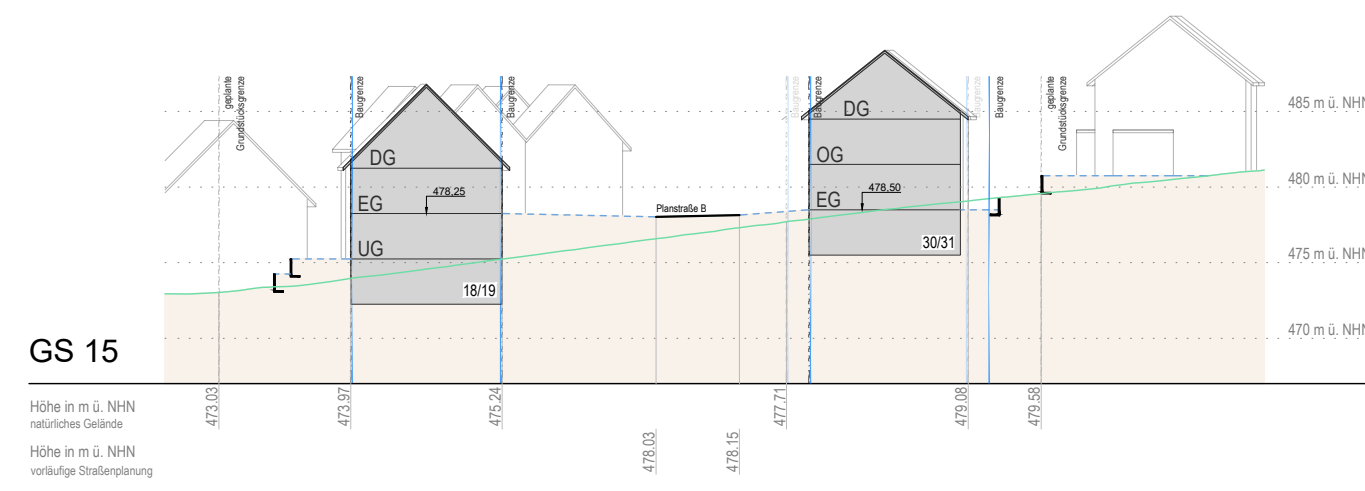 geplante
Grundstücksgrenze
Baugrenze
Baugrenze
Baugrenze
Baugrenze
Baugrenze
Baugrenze
geplante
Grundstücksgrenze
485 m ü. NHN
480 m ü. NHN
475 m ü. NHN
470 m ü. NHN
DG
EG
478.25
UG
18/19
Planstraße B
DG
OG
EG
478.50
30/31
GS 15
Höhe in m ü. NHN
natürliches Gelände
473.03
473.97
475.24
477.71
479.08
479.58
Höhe in m ü. NHN
vorläufige Straßenplanung
478.03
478.15